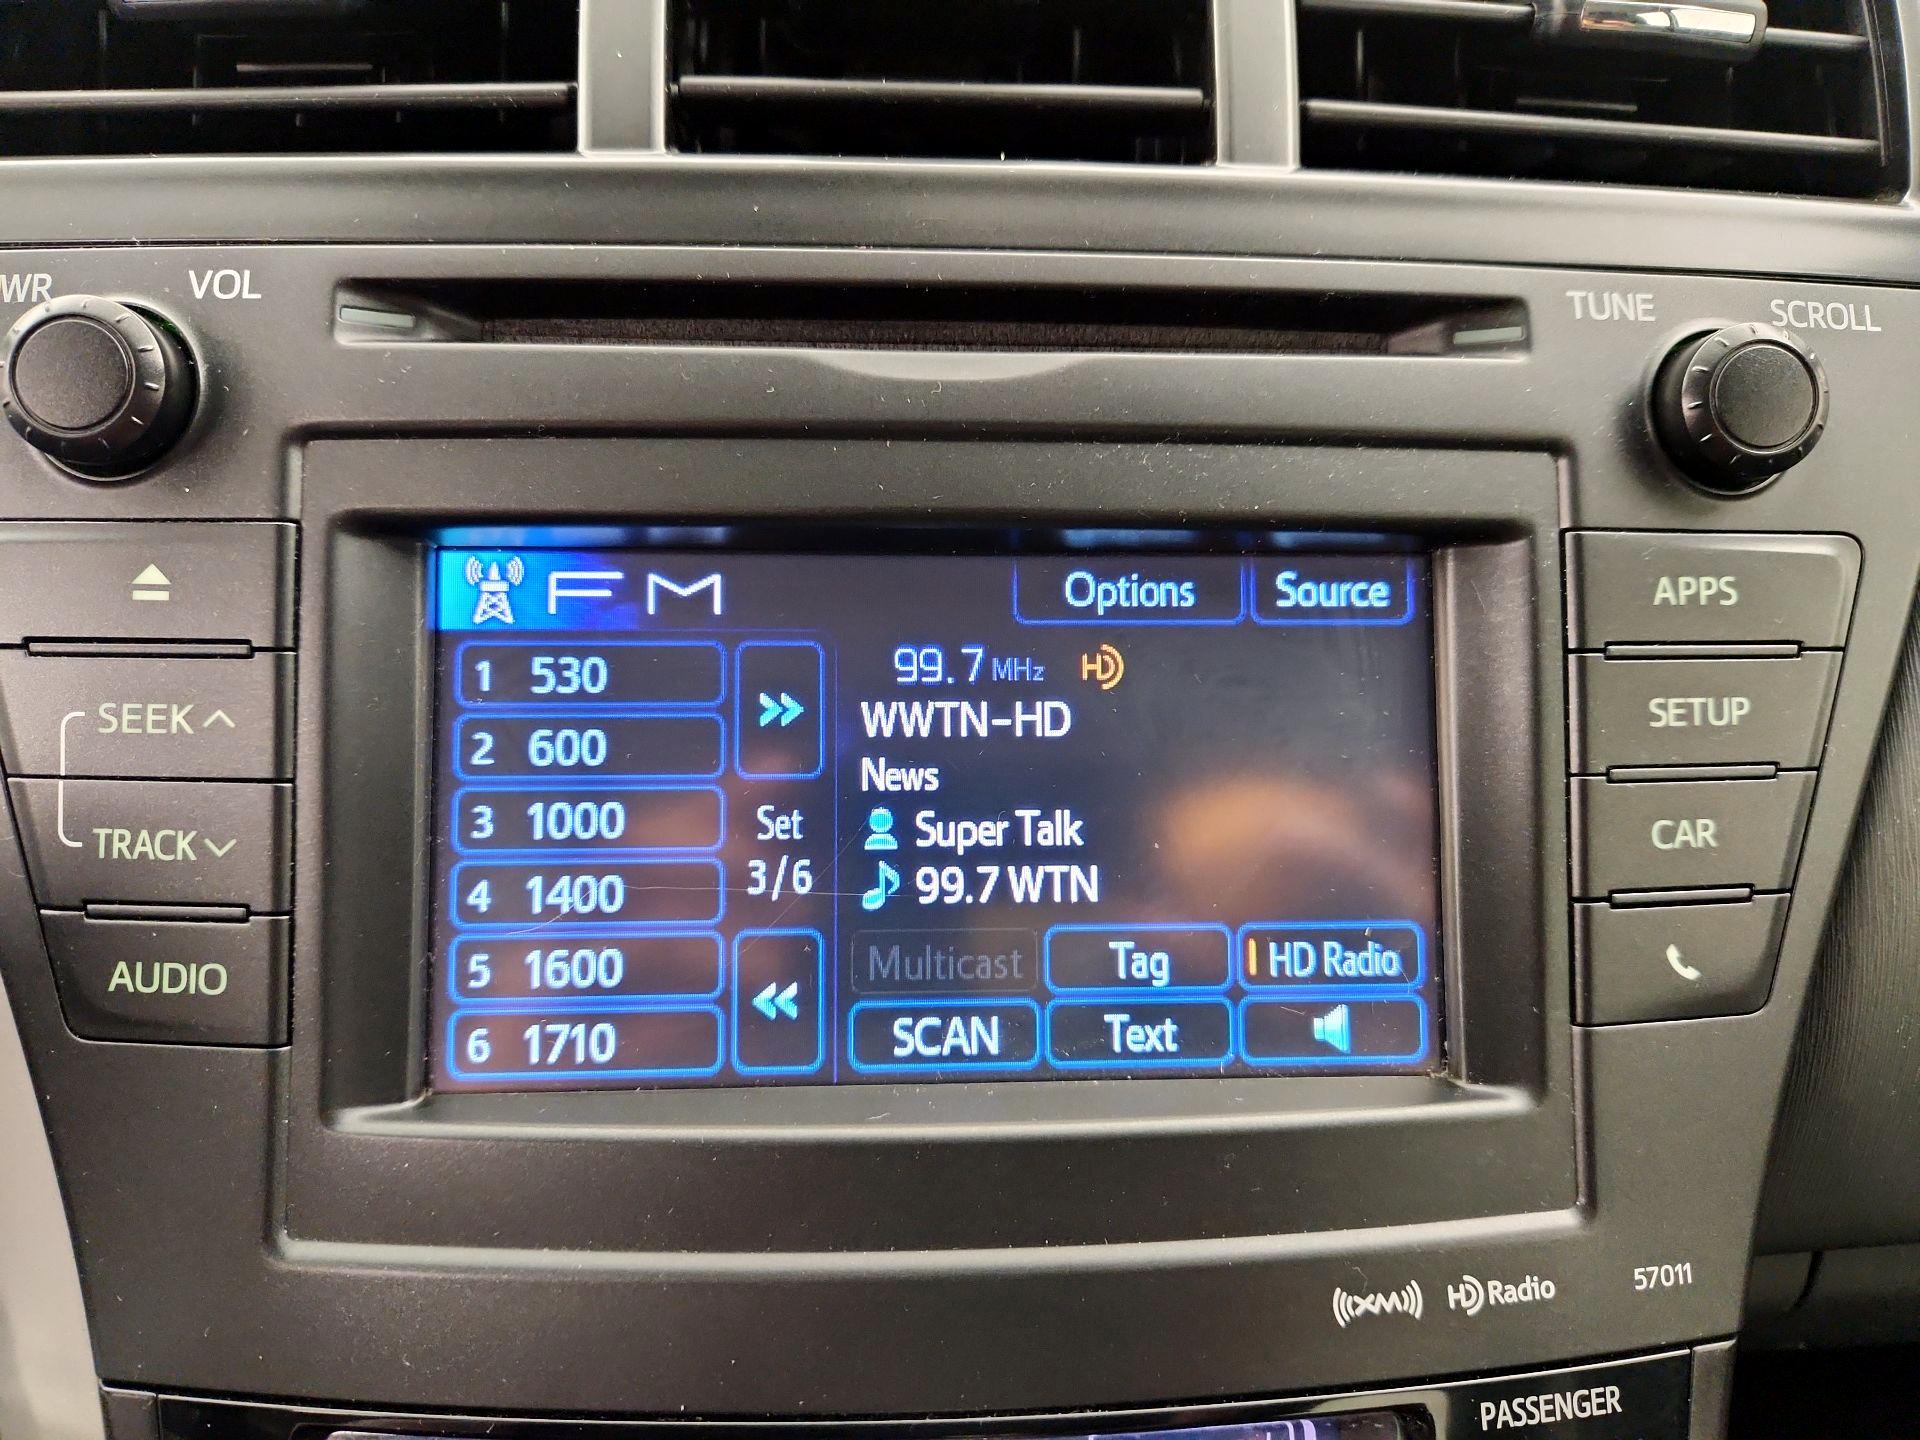 WR VOL
TUNE SCROLL
FM Options Source
1 530
2 600
3 1000
4 1400
5 1600
6 1710
Set
3/6
99.7 MHz HD
WWTN-HD
News
Super Talk
99.7 WTN
Multicast Tag HD Radio
SCAN Text
SEEK
TRACK
AUDIO
APPS
SETUP
CAR
XM HD Radio 57011
PASSENGER